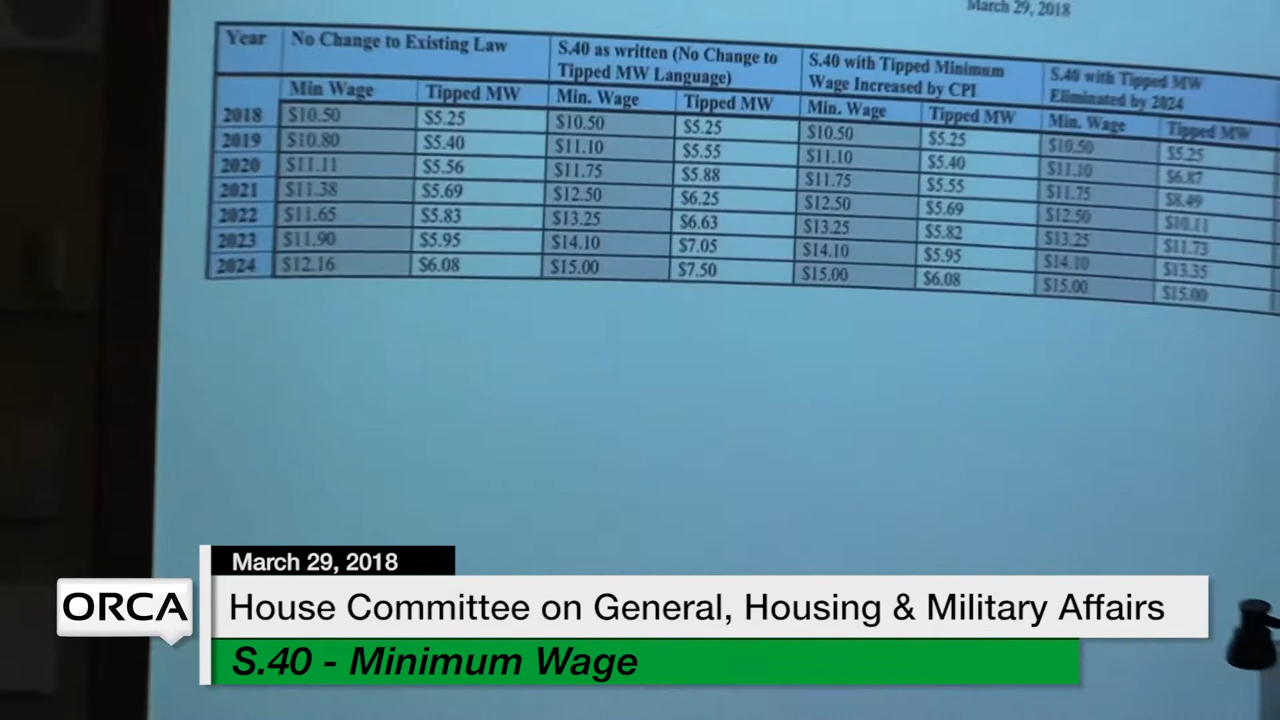 March 29, 2018
Year No Change to Existing Law S.40 as written (No Change to Tipped MW Language) S.40 with Tipped Minimum Wage Increased by CPI S.40 with Tipped MW Eliminated by 2024
Min Wage Tipped MW Min. Wage Tipped MW Min. Wage Tipped MW Min. Wage Tipped MW
2018 $10.50 $5.25 $10.50 $5.25 $10.50 $5.25 $10.50 $5.25
2019 $10.80 $5.40 $11.10 $5.55 $11.10 $5.40 $11.10 $6.87
2020 $11.11 $5.56 $11.75 $5.88 $11.75 $5.55 $11.75 $8.49
2021 $11.38 $5.69 $12.50 $6.25 $12.50 $5.69 $12.50 $10.11
2022 $11.65 $5.83 $13.25 $6.63 $13.25 $5.82 $13.25 $11.73
2023 $11.90 $5.95 $14.10 $7.05 $14.10 $5.95 $14.10 $13.35
2024 $12.16 $6.08 $15.00 $7.50 $15.00 $6.08 $15.00 $15.00
March 29, 2018
ORCA
House Committee on General, Housing & Military Affairs
S.40 - Minimum Wage